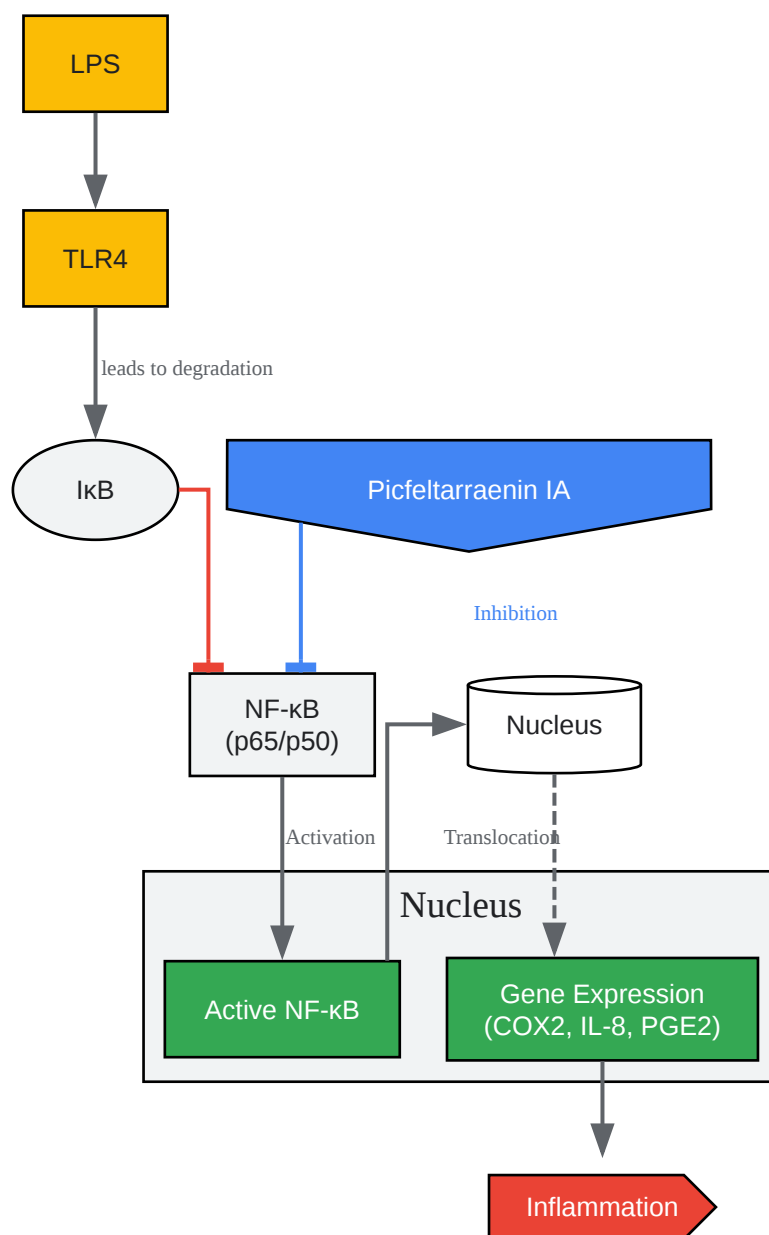 LPS
TLR4
leads to degradation
IκB
Picfeltarraenin IA
Inhibition
NF-κB
(p65/p50)
Nucleus
Activation
Translocation
Nucleus
Active NF-κB
Gene Expression
(COX2, IL-8, PGE2)
Inflammation